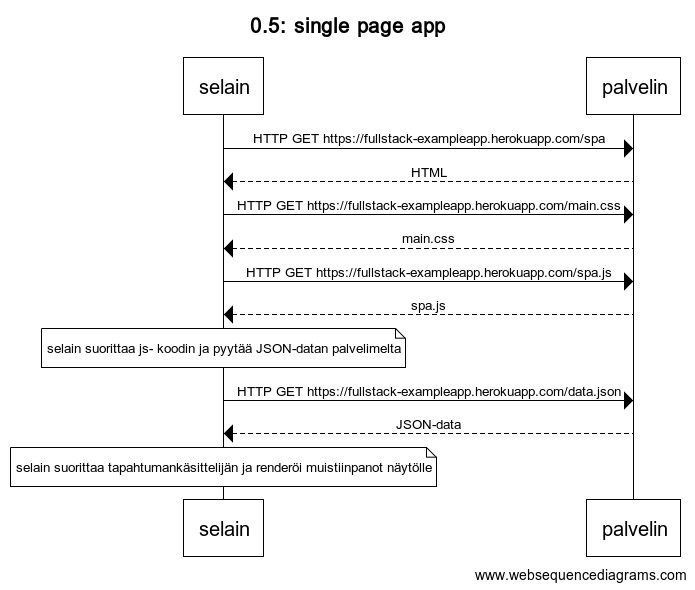 0.5: single page app
selain
palvelin
HTTP GET https://fullstack-exampleapp.herokuapp.com/spa
HTML
HTTP GET https://fullstack-exampleapp.herokuapp.com/main.css
main.css
HTTP GET https://fullstack-exampleapp.herokuapp.com/spa.js
spa.js
selain suorittaa js- koodin ja pyytää JSON-datan palvelimelta
HTTP GET https://fullstack-exampleapp.herokuapp.com/data.json
JSON-data
selain suorittaa tapahtumankäsittelijän ja renderöi muistiinpanot näytölle
selain
palvelin
www.websequencediagrams.com